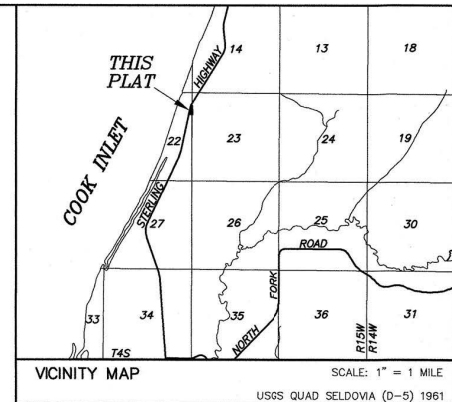 14 13 18
THIS
PLAT
HIGHWAY
22 23 24 19
COOK INLET
STERLING
27 26 25 30
ROAD
FORK
33 34 35 36 31
NORTH
R15W
R14W
T4S
VICINITY MAP
SCALE: 1" = 1 MILE
USGS QUAD SELDOVIA (D-5) 1961